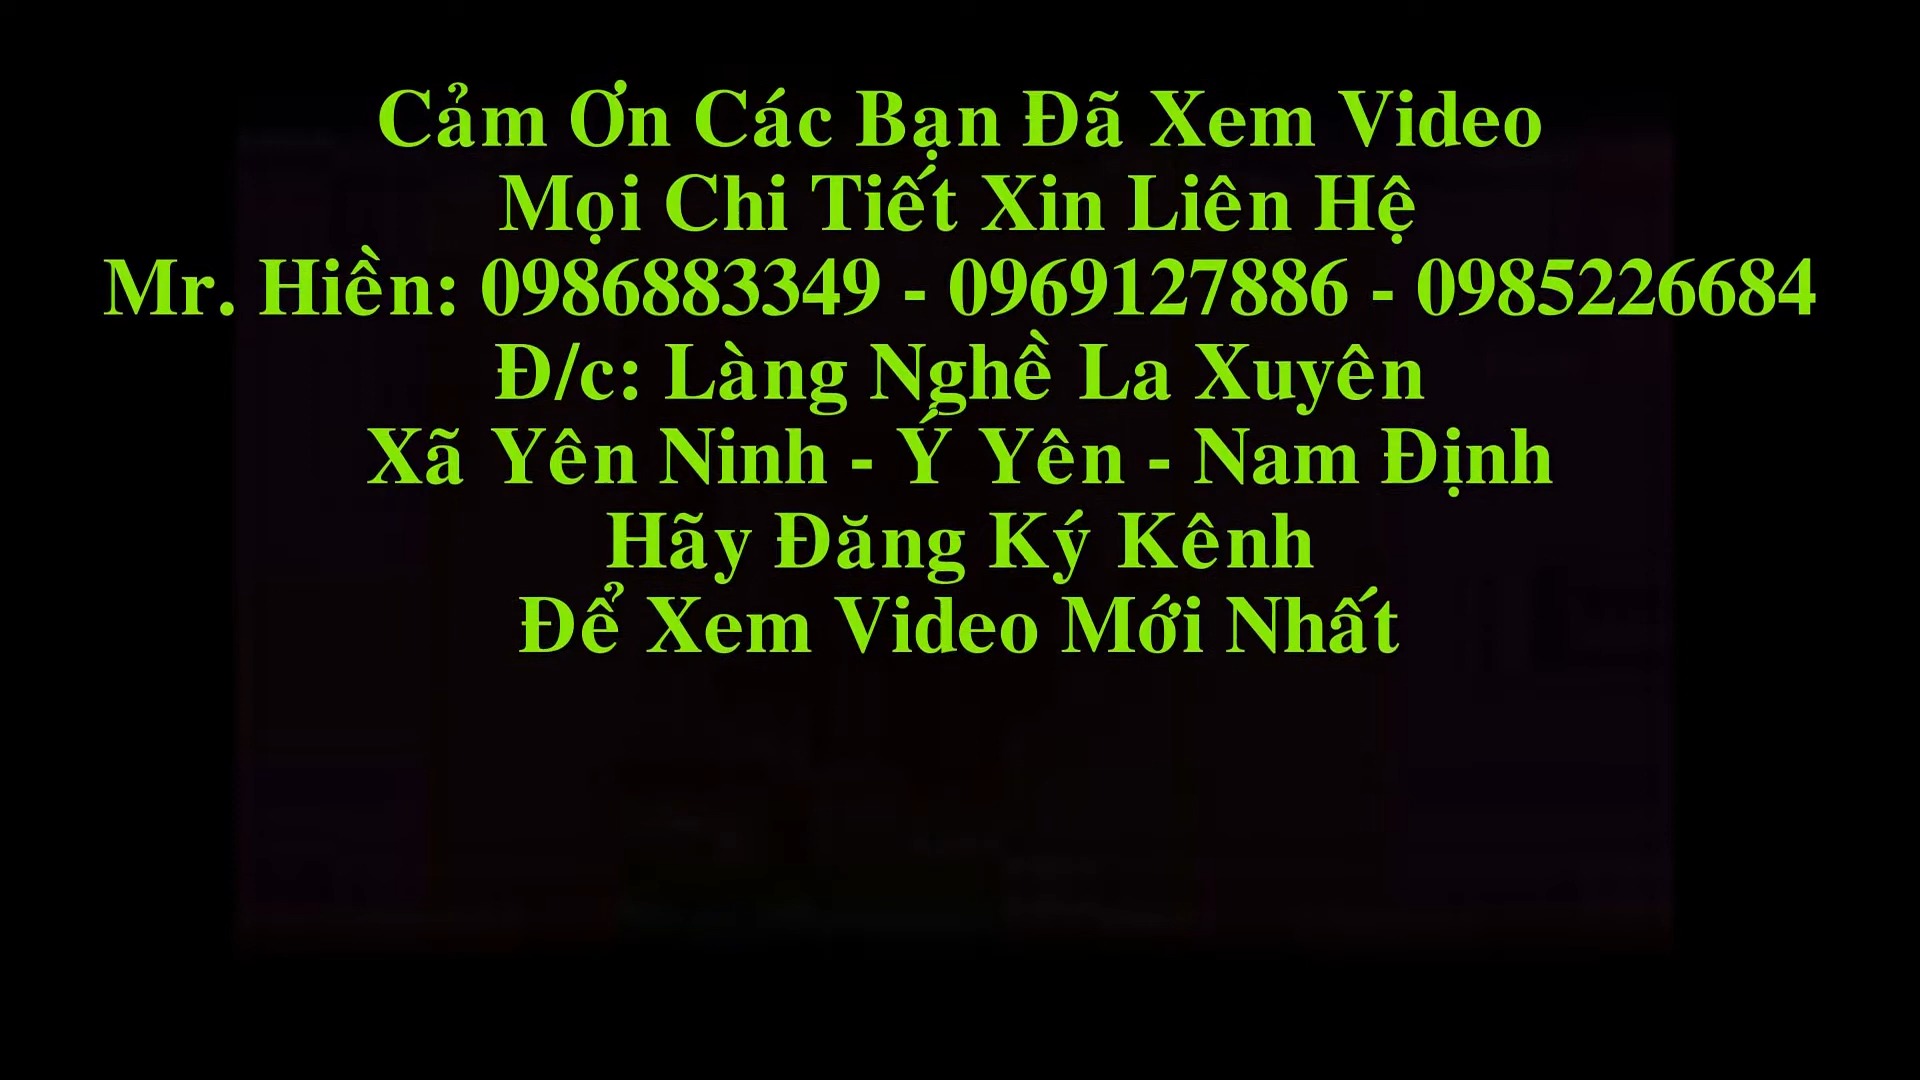 Cảm Ơn Các Bạn Đã Xem Video
Mọi Chi Tiết Xin Liên Hệ
Mr. Hiền: 0986883349 - 0969127886 - 0985226684
Đ/c: Làng Nghề La Xuyên
Xã Yên Ninh - Ý Yên - Nam Định
Hãy Đăng Ký Kênh
Để Xem Video Mới Nhất